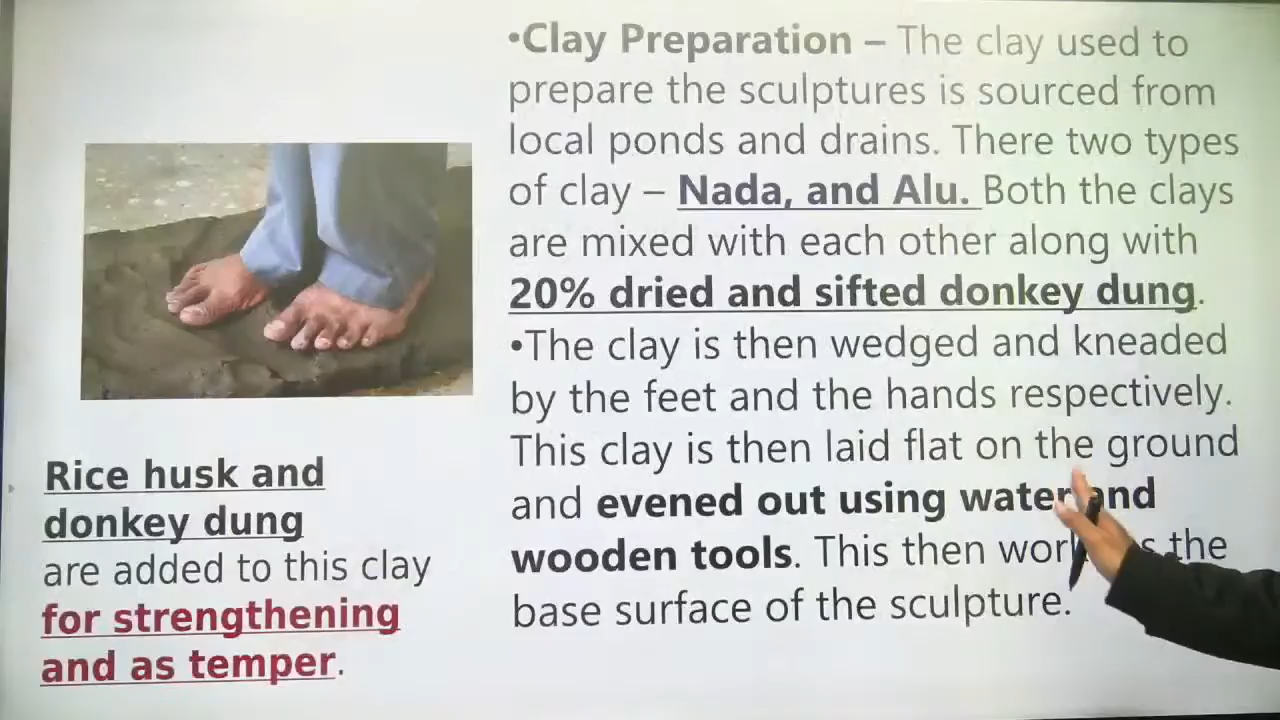 •Clay Preparation – The clay used to
prepare the sculptures is sourced from
local ponds and drains. There two types
of clay – Nada, and Alu. Both the clays
are mixed with each other along with
20% dried and sifted donkey dung.
•The clay is then wedged and kneaded
by the feet and the hands respectively.
This clay is then laid flat on the ground
and evened out using water and
wooden tools. This then the
base surface of the sculpture.
Rice husk and
donkey dung
are added to this clay
for strengthening
and as temper.